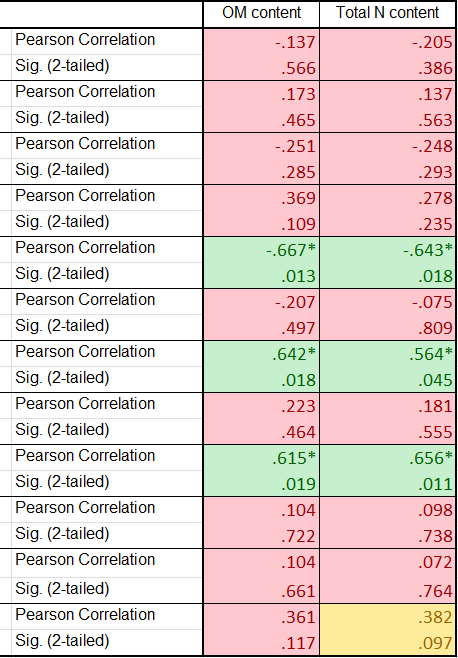 OM content Total N content
Pearson Correlation -.137 -.205
Sig. (2-tailed) .566 .386
Pearson Correlation .173 .137
Sig. (2-tailed) .465 .563
Pearson Correlation -.251 -.248
Sig. (2-tailed) .285 .293
Pearson Correlation .369 .278
Sig. (2-tailed) .109 .235
Pearson Correlation -.667* -.643*
Sig. (2-tailed) .013 .018
Pearson Correlation -.207 -.075
Sig. (2-tailed) .497 .809
Pearson Correlation .642* .564*
Sig. (2-tailed) .018 .045
Pearson Correlation .223 .181
Sig. (2-tailed) .464 .555
Pearson Correlation .615* .656*
Sig. (2-tailed) .019 .011
Pearson Correlation .104 .098
Sig. (2-tailed) .722 .738
Pearson Correlation .104 .072
Sig. (2-tailed) .661 .764
Pearson Correlation .361 .382
Sig. (2-tailed) .117 .097